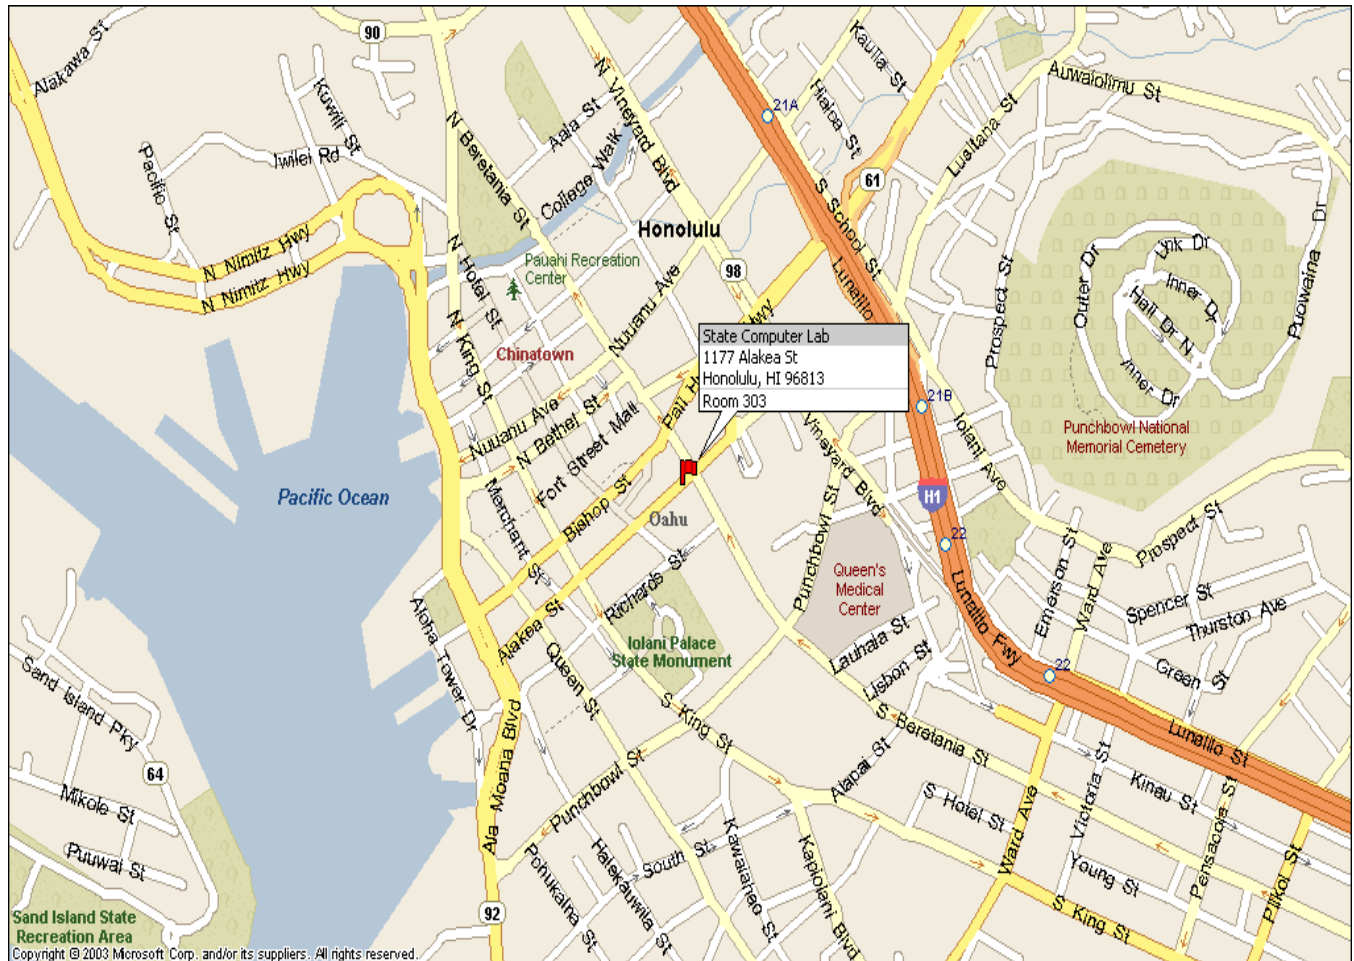 90
Alakawa St
Kuwili St
Pacific St
Iwilei Rd
N Nimitz Hwy
N Nimitz Hwy
N Beretania St
N Vineyard Blvd
Aala St
College Walk
21A
Kaulla St
Hialoa St
61
S School St
Lusitana St
Auwaiolimu St
Honolulu
98
Pauahi Recreation
Center
N Hotel St
N King St
Chinatown
Nuuanu Ave
Nuuanu Ave
N Bethel St
Fort Street Mall
Pali H
Hwy
Lunalilo
State Computer Lab
1177 Alakea St
Honolulu, HI 96813
Room 303
21B
Prospect St
Outer Dr
Link Dr
Inner Dr
Hall Dr N
Inner Dr
Puowaina Dr
Punchbowl National
Memorial Cemetery
Iolani Ave
Vineyard Blvd
H1
22
Pacific Ocean
Merchant St
Bishop St
Oahu
Richards St
Alakea St
Iolani Palace
State Monument
Punchbowl St
Queen's
Medical
Center
Lauhala St
Lisbon St
Lunalilo Fwy
Emerson St
Ward Ave
Prospect St
Spencer St
Thurston Ave
Green St
22
Lunalilo St
Aloha Tower Dr
Ala Moana Blvd
Queen St
S King St
S Beretania St
Punchbowl St
Alapai St
S Hotel St
Ward Ave
Victoria St
Kinau St
Pensacola St
Piikoi St
Young St
S King St
Sand Island Pky
64
Mikole St
Puuwai St
Sand Island State
Recreation Area
92
Pohukaina St
Halekauwila St
South St
Kawaiahao St
Kapiolani Blvd
Copyright © 2003 Microsoft Corp. and/or its suppliers. All rights reserved.